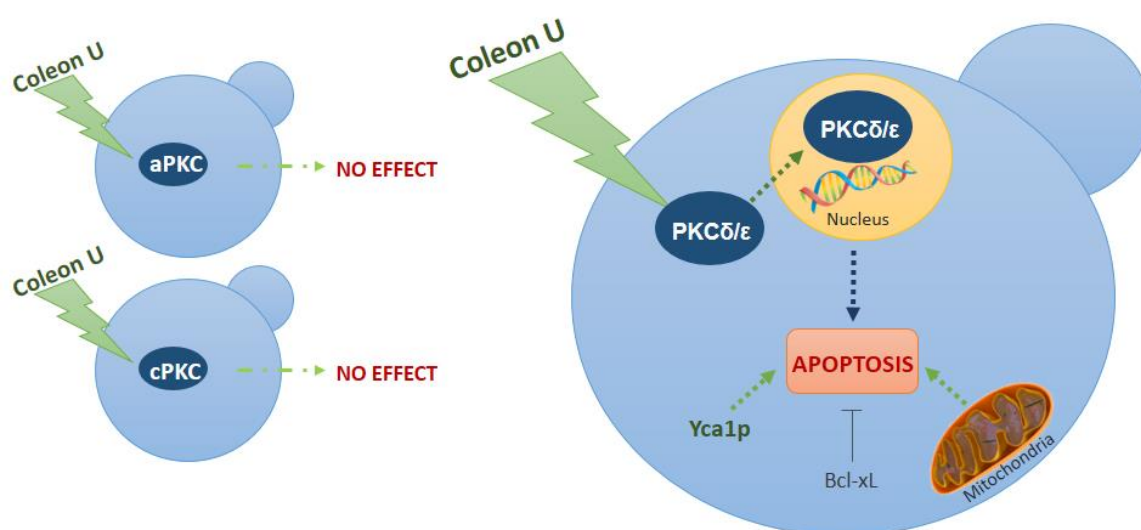 Coleon U
aPKC
NO EFFECT
Coleon U
cPKC
NO EFFECT
Coleon U
PKCδ/ε
PKCδ/ε
Nucleus
APOPTOSIS
Yca1p
Bcl-xL
Mitochondria